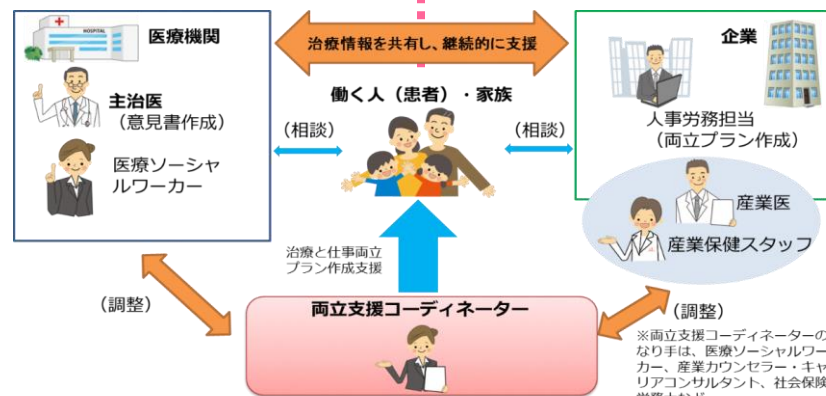 HOSPITAL
医療機関
治療情報を共有し、継続的に支援
企業
主治医
（意見書作成）
働く人（患者）・家族
人事労務担当
（両立プラン作成）
（相談）
（相談）
医療ソーシャ
ルワーカー
産業医
産業保健スタッフ
治療と仕事両立
プラン作成支援
（調整）
両立支援コーディネーター
（調整）
※両立支援コーディネーターの
なり手は、医療ソーシャルワー
カー、産業カウンセラー・キャ
リアコンサルタント、社会保険
労務士など